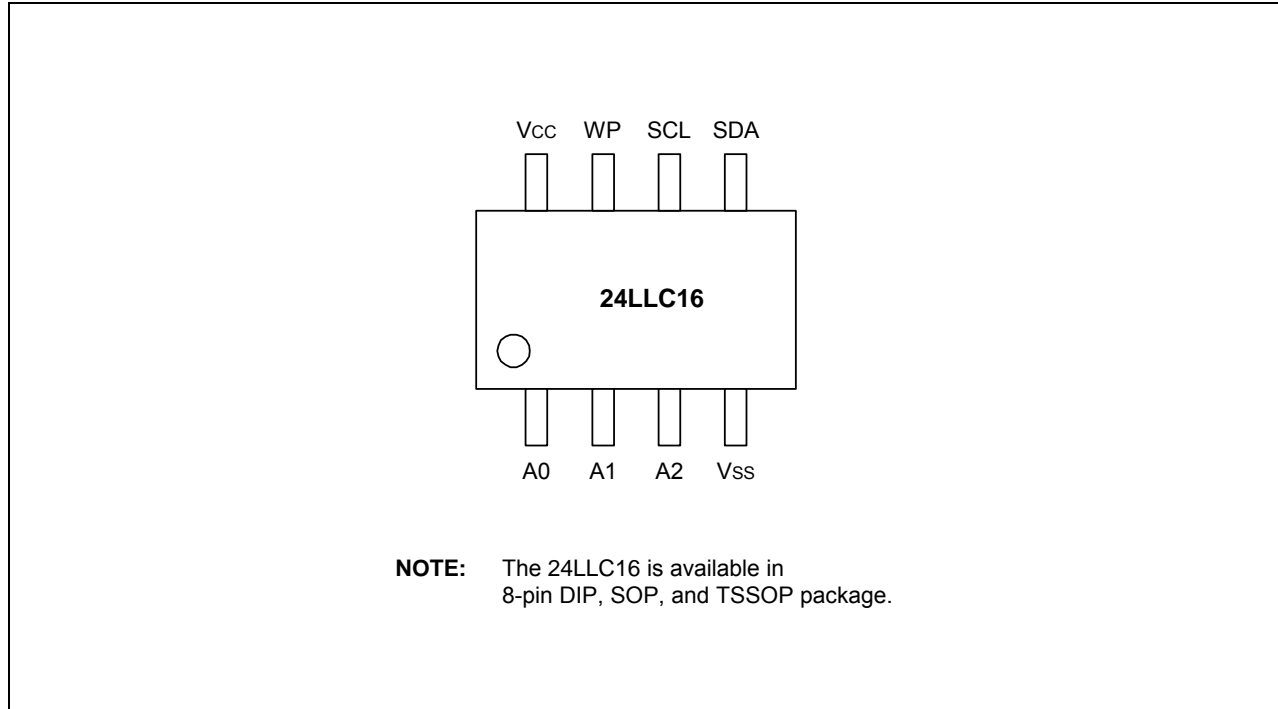 VCC WP SCL SDA
24LLC16
A0 A1 A2 VSS
NOTE: The 24LLC16 is available in
8-pin DIP, SOP, and TSSOP package.